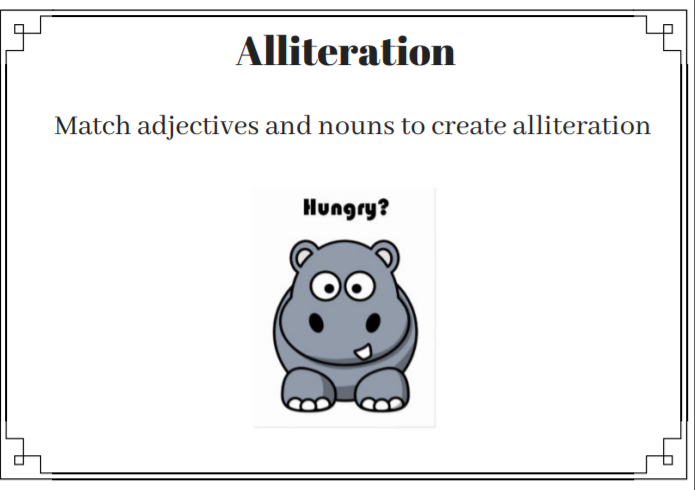 Alliteration
Match adjectives and nouns to create alliteration
Hungry?